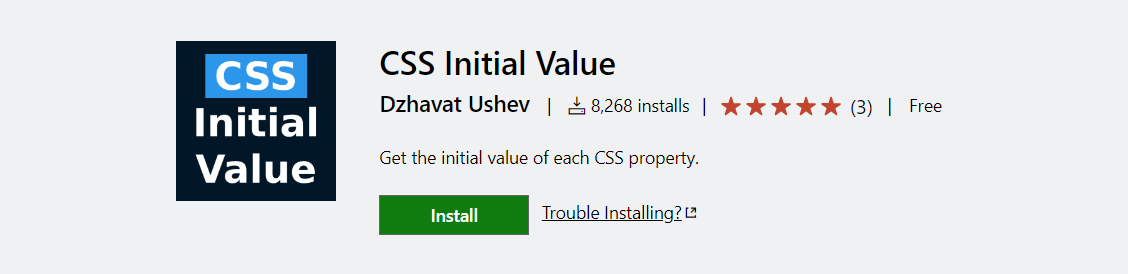 CSS
Initial
Value
CSS Initial Value
Dzhavat Ushev | 8,268 installs | (3) | Free
Get the initial value of each CSS property.
Install Trouble Installing?